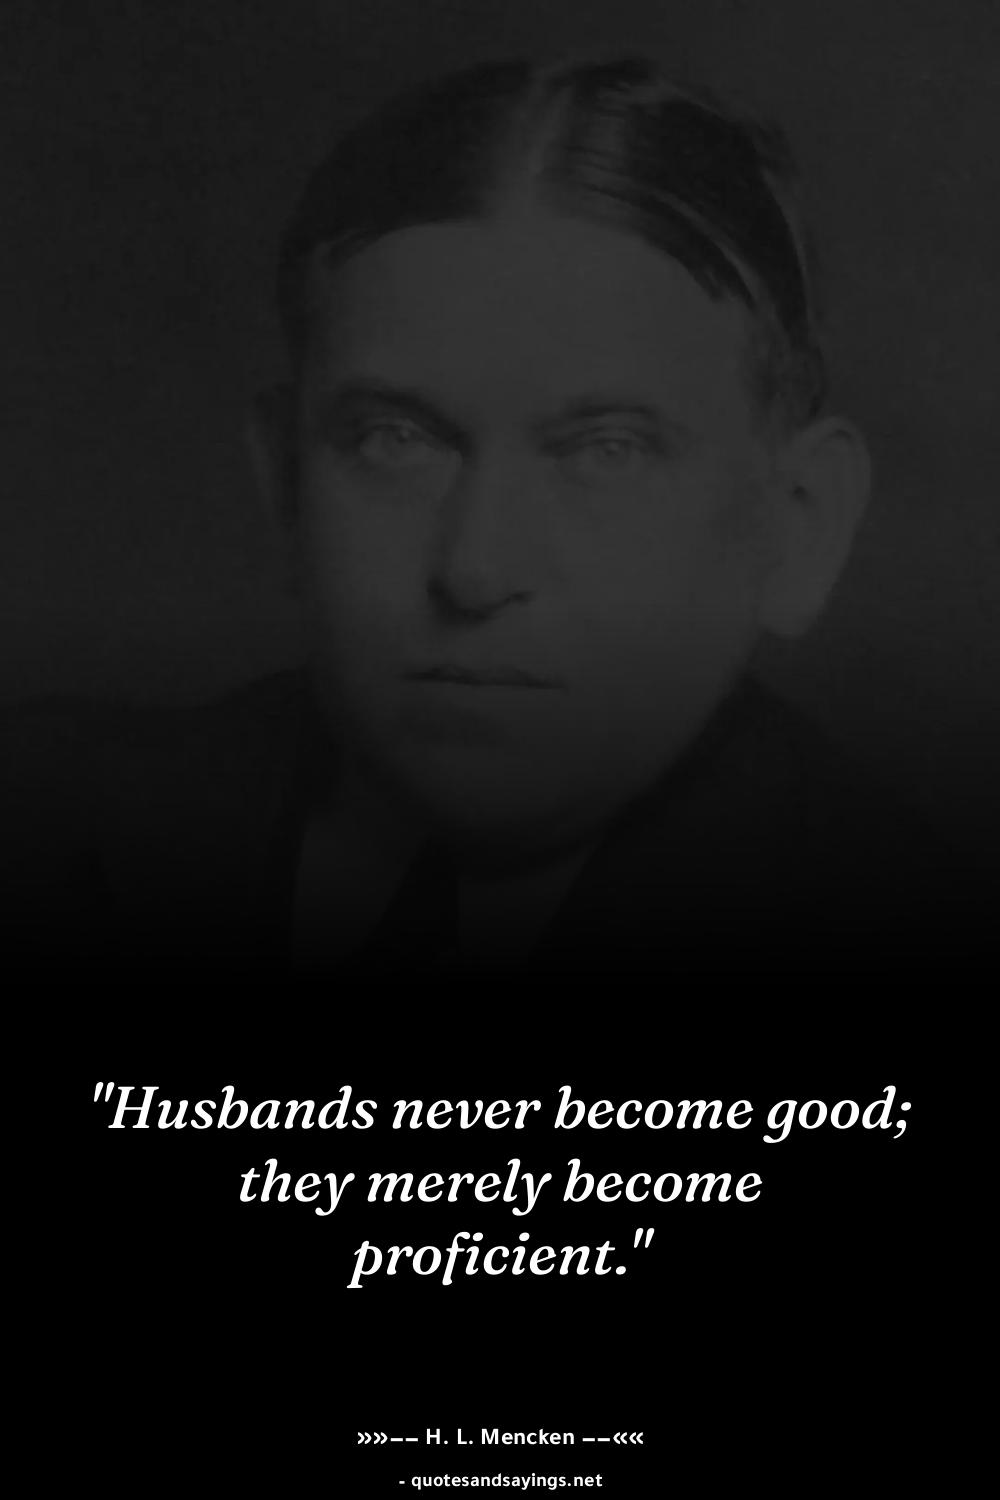 "Husbands never become good;
they merely become
proficient."
»»–– H. L. Mencken ––««
- quotesandsayings.net